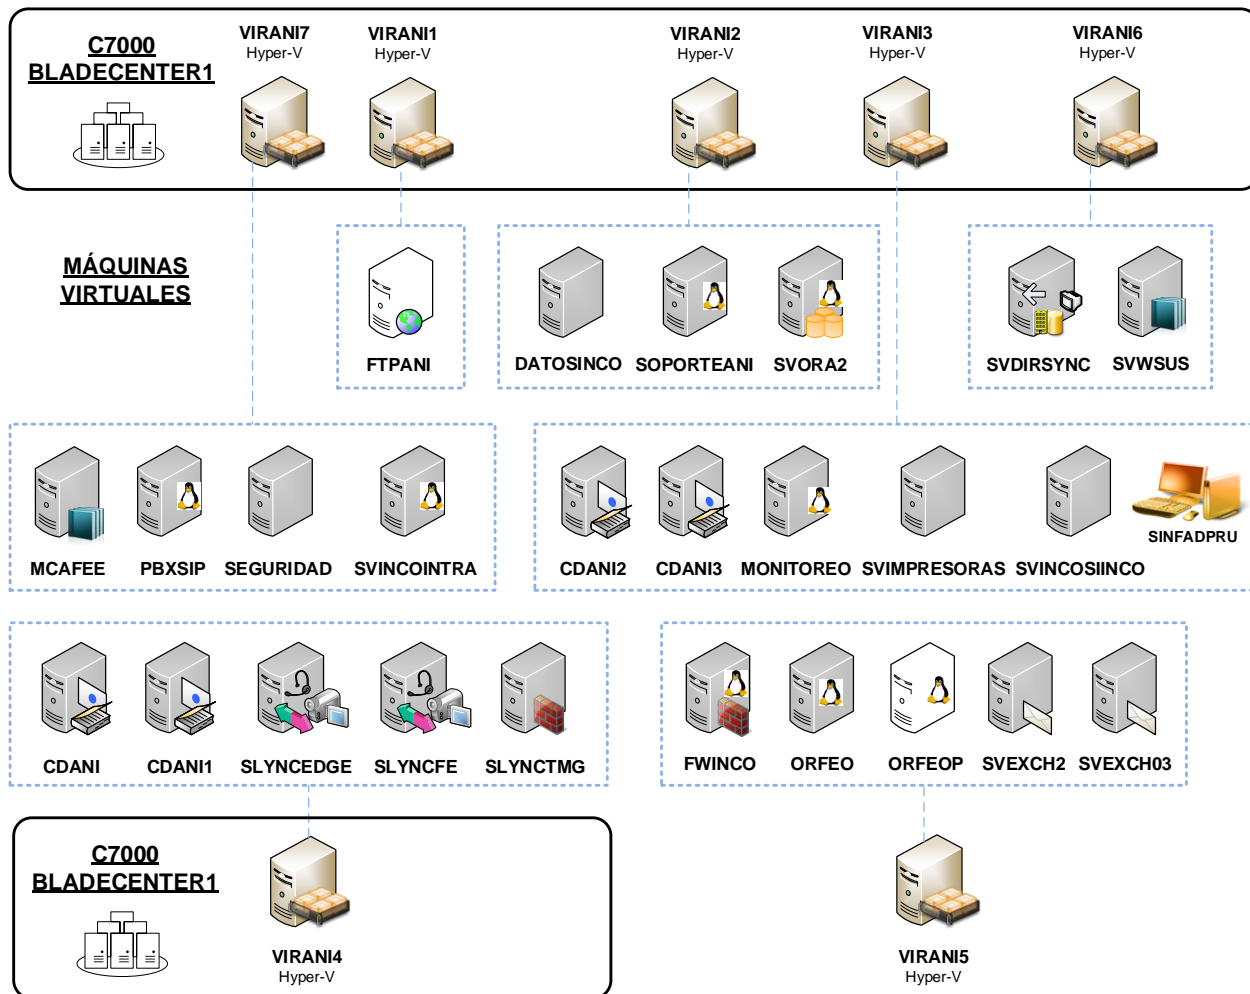 C7000
BLADECENTER1
VIRANI7
Hyper-V
VIRANI1
Hyper-V
VIRANI2
Hyper-V
VIRANI3
Hyper-V
VIRANI6
Hyper-V
MÁQUINAS
VIRTUALES
FTPANI
DATOSINCO
SOPORTEANI
SVORA2
SVDIRSYNC
SVWSUS
MCAFEE
PBXSIP
SEGURIDAD
SVINCOINTRA
CDANI2
CDANI3
MONITOREO
SVIMPRESORAS
SVINCOSIINCO
SINFADPRU
CDANI
CDANI1
SLYNCEDGE
SLYNCFE
SLYNCTMG
FWINCO
ORFEO
ORFEOP
SVEXCH2
SVEXCH03
C7000
BLADECENTER1
VIRANI4
Hyper-V
VIRANI5
Hyper-V